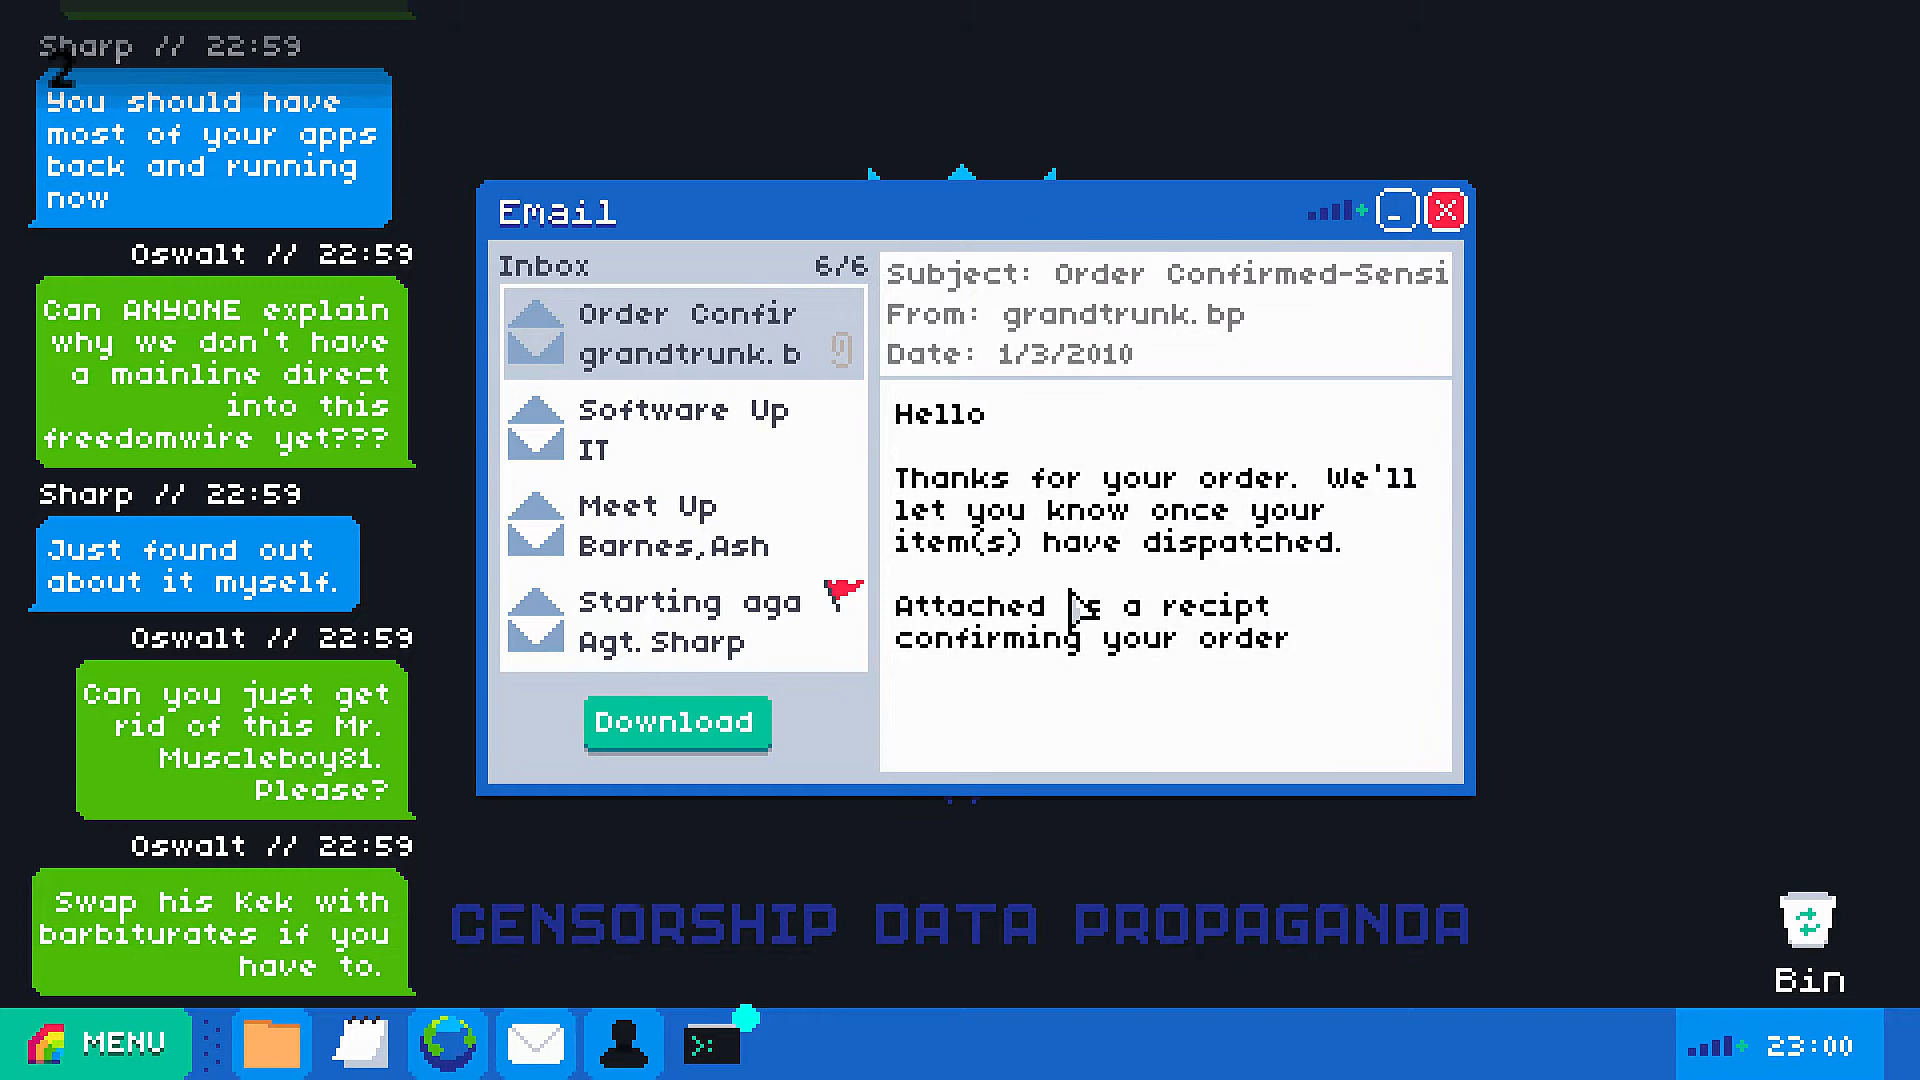 Sharp // 22:59
2
You should have
most of your apps
back and running
now
Oswalt // 22:59
Can ANYONE explain
why we don't have
a mainline direct
into this
freedomwire yet???
Sharp // 22:59
Just found out
about it myself.
Oswalt // 22:59
Can you just get
rid of this Mr.
Muscleboy81.
Please?
Oswalt // 22:59
Swap his Kek with
barbiturates if you
have to.
Email
Inbox 6/6
Order Confir
grandtrunk.b
Software Up
IT
Meet Up
Barnes,Ash
Starting aga
Agt.Sharp
Download
Subject: Order Confirmed-Sensi
From: grandtrunk.bp
Date: 1/3/2010
Hello
Thanks for your order. We'll
let you know once your
item(s) have dispatched.
Attached is a recipt
confirming your order
CENSORSHIP DATA PROPAGANDA
Bin
MENU
>:
23:00